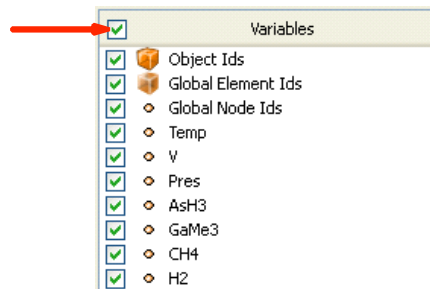 Variables
Object Ids
Global Element Ids
Global Node Ids
Temp
V
Pres
AsH3
GaMe3
CH4
H2